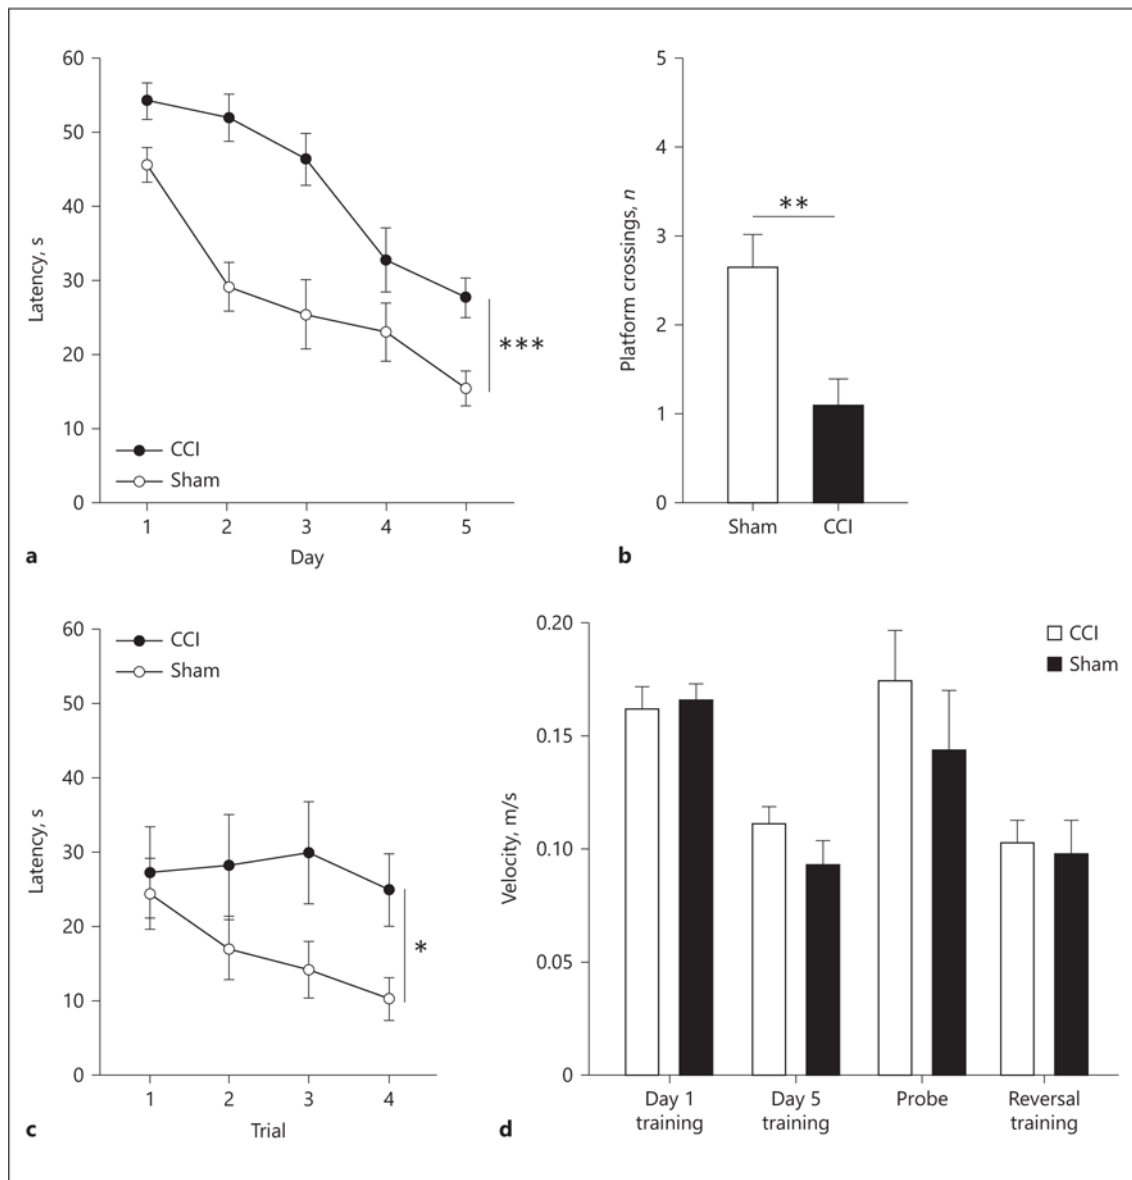 60
50
40
30
20
10
0
Latency, s
***
CCI
Sham
1 2 3 4 5
Day
a
5
4
3
2
1
0
Platform crossings, n
**
Sham CCI
b
60
50
40
30
20
10
0
Latency, s
CCI
Sham
*
1 2 3 4
Trial
c
0.20
0.15
0.10
0.05
0
Velocity, m/s
CCI
Sham
Day 1 training
Day 5 training
Probe
Reversal training
d